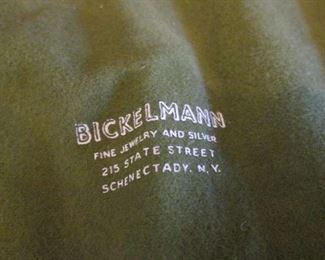 BICKELMANN
FINE JEWELRY AND SILVER
215 STATE STREET
SCHENECTADY, N.Y.